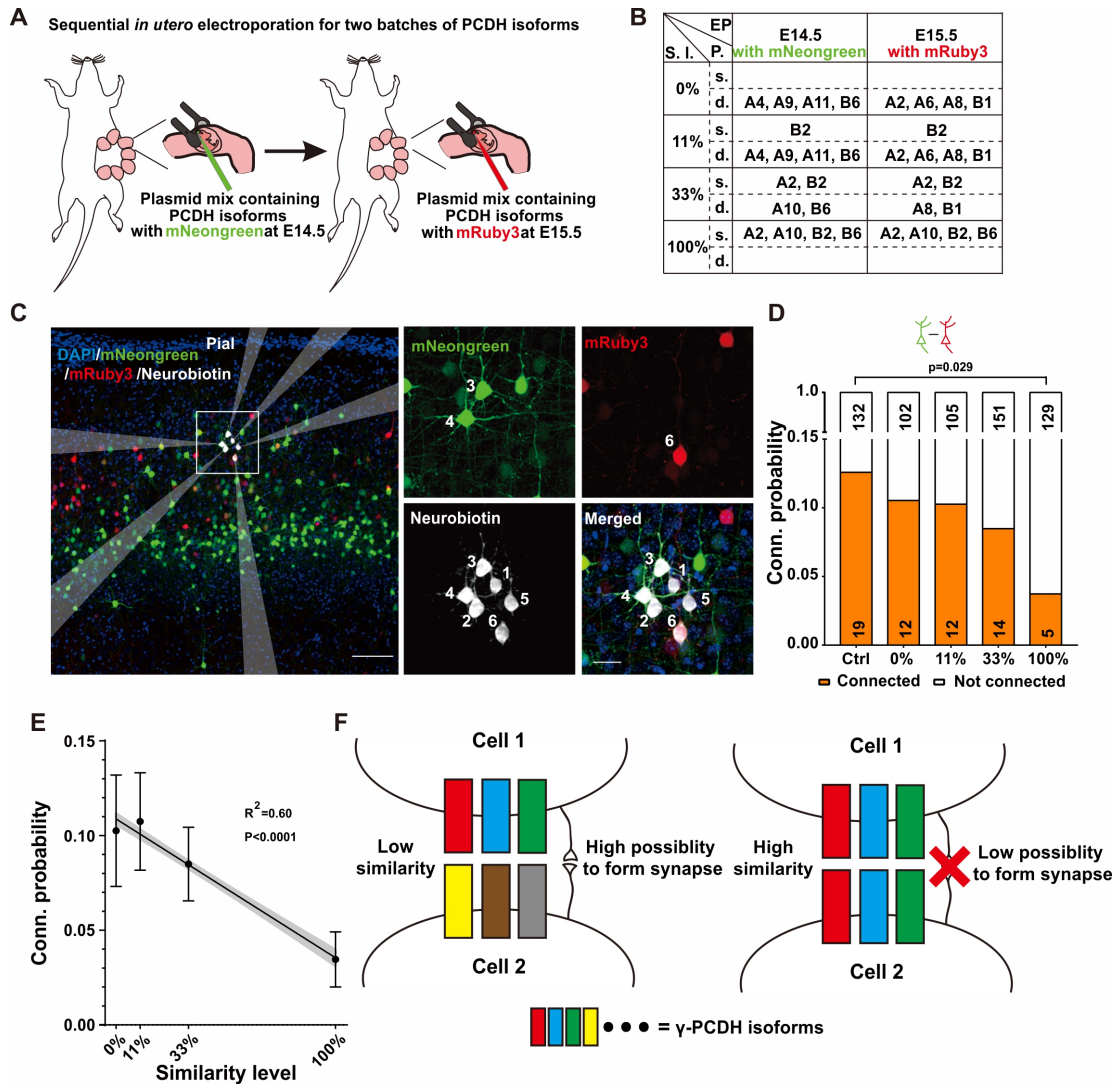 A
Sequential in utero electroporation for two batches of PCDH isoforms
Plasmid mix containing
PCDH isoforms
with mNeongreen at E14.5
Plasmid mix containing
PCDH isoforms
with mRuby3 at E15.5
B
EP
S. I.
P.
E14.5
with mNeongreen
E15.5
with mRuby3
0%
s.
d.
A4, A9, A11, B6
A2, A6, A8, B1
11%
s.
B2
B2
d.
A4, A9, A11, B6
A2, A6, A8, B1
33%
s.
A2, B2
A2, B2
d.
A10, B6
A8, B1
100%
s.
A2, A10, B2, B6
A2, A10, B2, B6
d.
C
Pial
DAPI/mNeongreen
/mRuby3 /Neurobiotin
mNeongreen
3
4
mRuby3
6
Neurobiotin
3
1
4
5
2
6
Merged
3
1
4
5
2
6
D
p=0.029
Conn. probability
1.0
0.15
0.10
0.05
0.00
132
102
105
151
129
19
12
12
14
5
Ctrl
0%
11%
33%
100%
Connected
Not connected
E
Conn. probability
0.15
0.10
0.05
0.00
R2=0.60
P<0.0001
0%
11%
33%
100%
Similarity level
F
Cell 1
Low
similarity
High possiblity
to form synapse
Cell 2
Cell 1
High
similarity
Low possiblity
to form synapse
Cell 2
= γ-PCDH isoforms